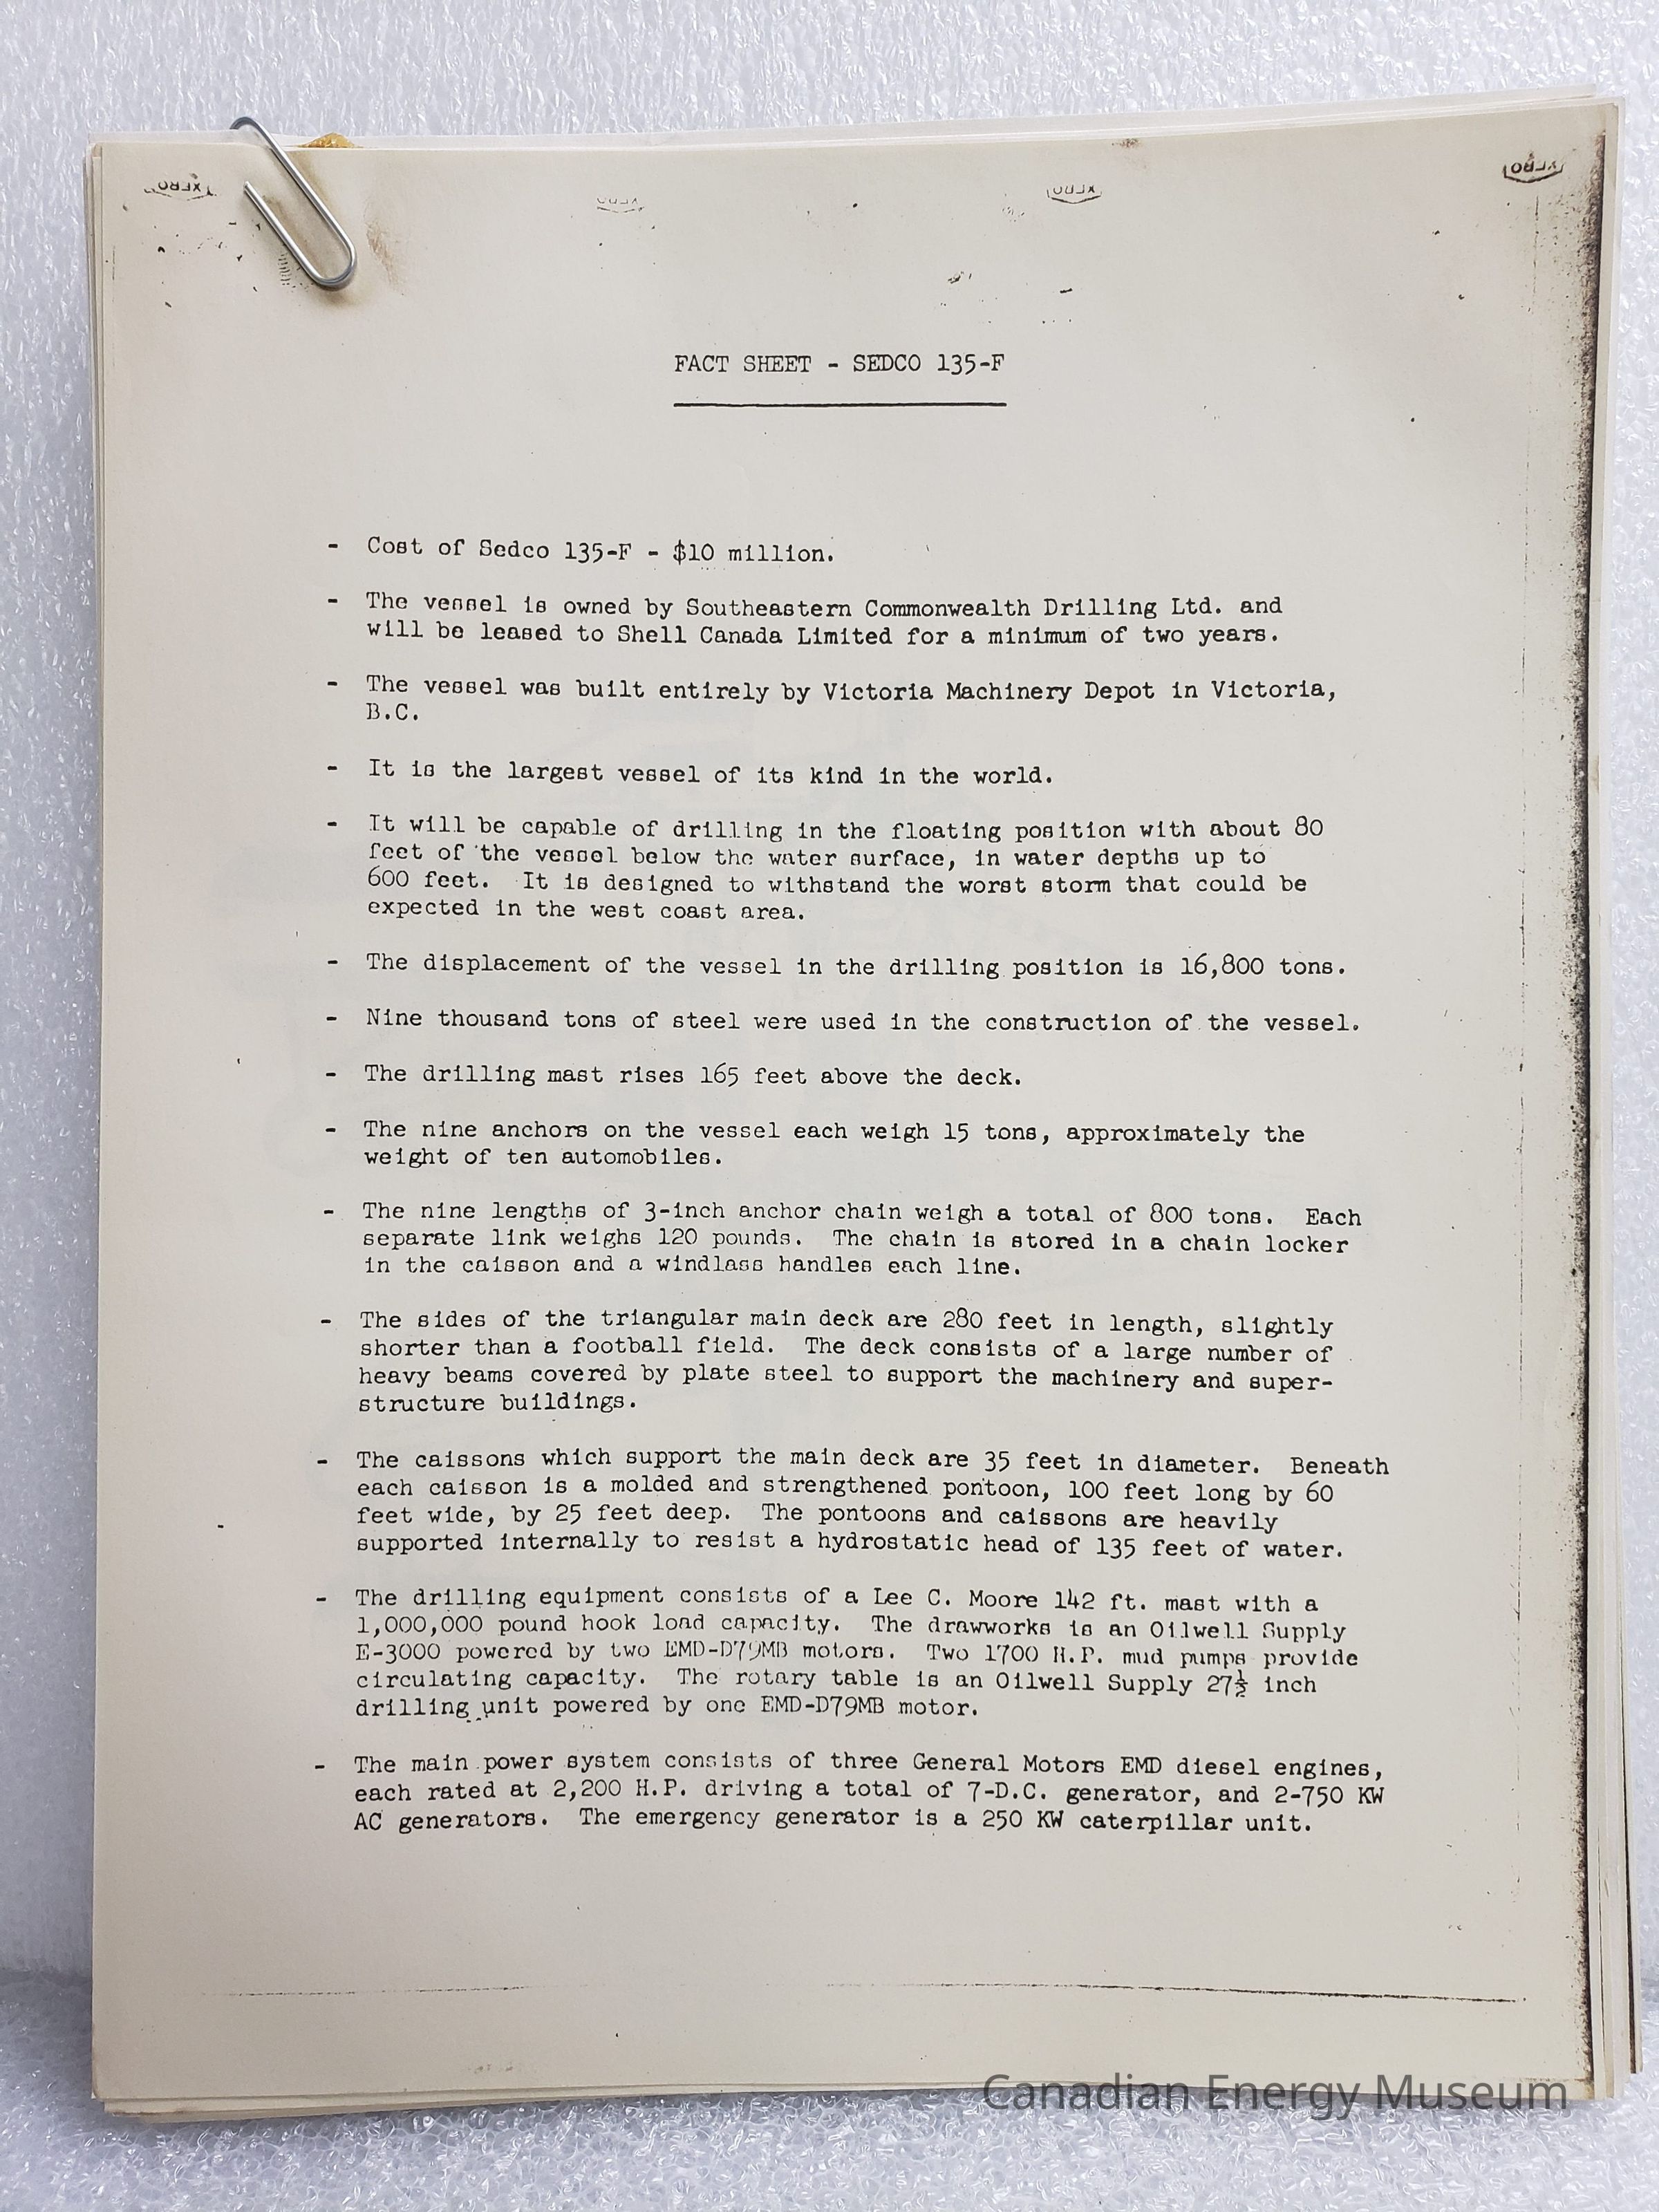 XERO
XERO
XERO
XERO
FACT SHEET - SEDCO 135-F
- Cost of Sedco 135-F - $10 million.
- The vessel is owned by Southeastern Commonwealth Drilling Ltd. and
will be leased to Shell Canada Limited for a minimum of two years.
- The vessel was built entirely by Victoria Machinery Depot in Victoria,
B.C.
- It is the largest vessel of its kind in the world.
- It will be capable of drilling in the floating position with about 80
feet of the vessel below the water surface, in water depths up to
600 feet. It is designed to withstand the worst storm that could be
expected in the west coast area.
- The displacement of the vessel in the drilling position is 16,800 tons.
- Nine thousand tons of steel were used in the construction of the vessel.
- The drilling mast rises 165 feet above the deck.
- The nine anchors on the vessel each weigh 15 tons, approximately the
weight of ten automobiles.
- The nine lengths of 3-inch anchor chain weigh a total of 800 tons. Each
separate link weighs 120 pounds. The chain is stored in a chain locker
in the caisson and a windlass handles each line.
- The sides of the triangular main deck are 280 feet in length, slightly
shorter than a football field. The deck consists of a large number of
heavy beams covered by plate steel to support the machinery and super-
structure buildings.
- The caissons which support the main deck are 35 feet in diameter. Beneath
each caisson is a molded and strengthened pontoon, 100 feet long by 60
feet wide, by 25 feet deep. The pontoons and caissons are heavily
supported internally to resist a hydrostatic head of 135 feet of water.
- The drilling equipment consists of a Lee C. Moore 142 ft. mast with a
1,000,000 pound hook load capacity. The drawworks is an Oilwell Supply
E-3000 powered by two EMD-D79MB motors. Two 1700 H.P. mud pumps provide
circulating capacity. The rotary table is an Oilwell Supply 27½ inch
drilling unit powered by one EMD-D79MB motor.
- The main power system consists of three General Motors EMD diesel engines,
each rated at 2,200 H.P. driving a total of 7-D.C. generator, and 2-750 KW
AC generators. The emergency generator is a 250 KW caterpillar unit.
Canadian Energy Museum